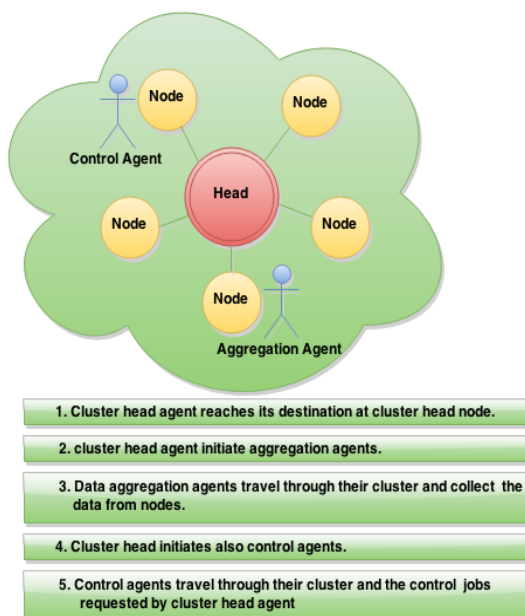 Node
Node
Control Agent
Head
Node
Node
Node
Aggregation Agent
1. Cluster head agent reaches its destination at cluster head node.
2. cluster head agent initiate aggregation agents.
3. Data aggregation agents travel through their cluster and collect the
data from nodes.
4. Cluster head initiates also control agents.
5. Control agents travel through their cluster and the control jobs
requested by cluster head agent